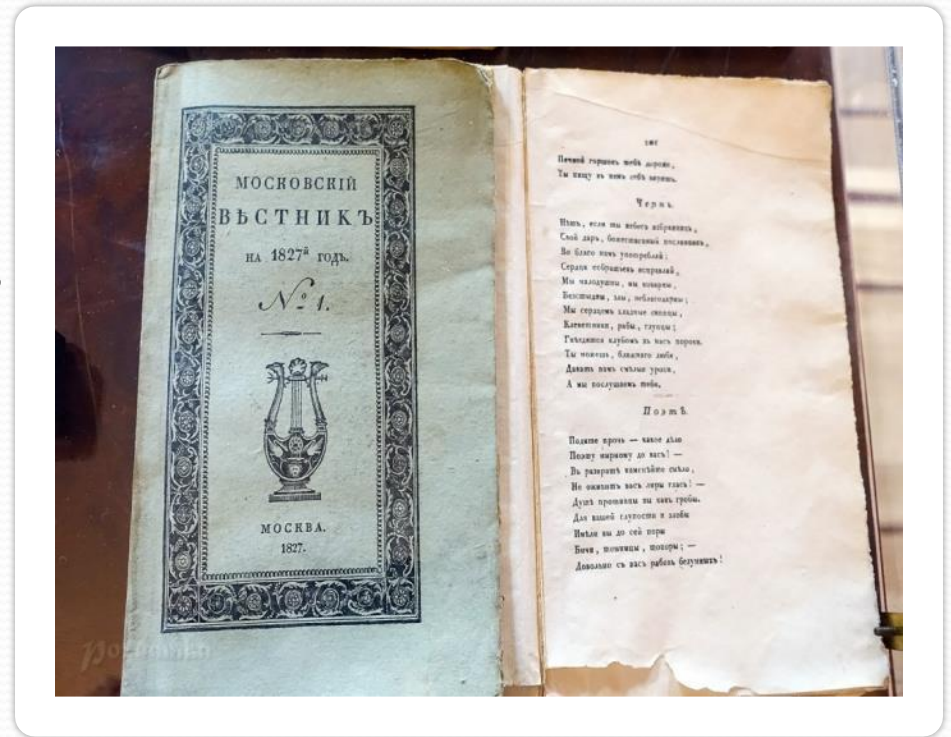 МОСКОВСКІЙ
ВѢСТНИКЪ
НА 1827й ГОДЪ.
№ 1.
МОСКВА.
1827.
Печной горшокъ тебѣ дороже,
Ты пищу въ немъ себѣ варишь.
Чернь.
Нѣтъ, если ты небесъ избранникъ,
Свой даръ, божественный посланникъ,
Во благо намъ употребляй:
Сердца собратьевъ исправляй,
Мы малодушны, мы коварны,
Безстыдны, злы, неблагодарны;
Мы сердцемъ хладные скопцы,
Клеветники, рабы, глупцы;
Гнѣздятся клубомъ въ насъ пороки.
Ты можешь, ближняго любя,
Давать намъ смѣлые уроки,
А мы послушаемъ тебя.
Поэтъ.
Подите прочь — какое дѣло
Поэту мирному до васъ! —
Въ развратѣ каменѣйте смѣло,
Не оживитъ васъ лиры гласъ! —
Душѣ противны вы какъ гробы.
Для вашей глупости и злобы
Имѣли вы до сей поры
Бичи, темницы, топоры; —
Довольно съ васъ рабовъ безумныхъ!